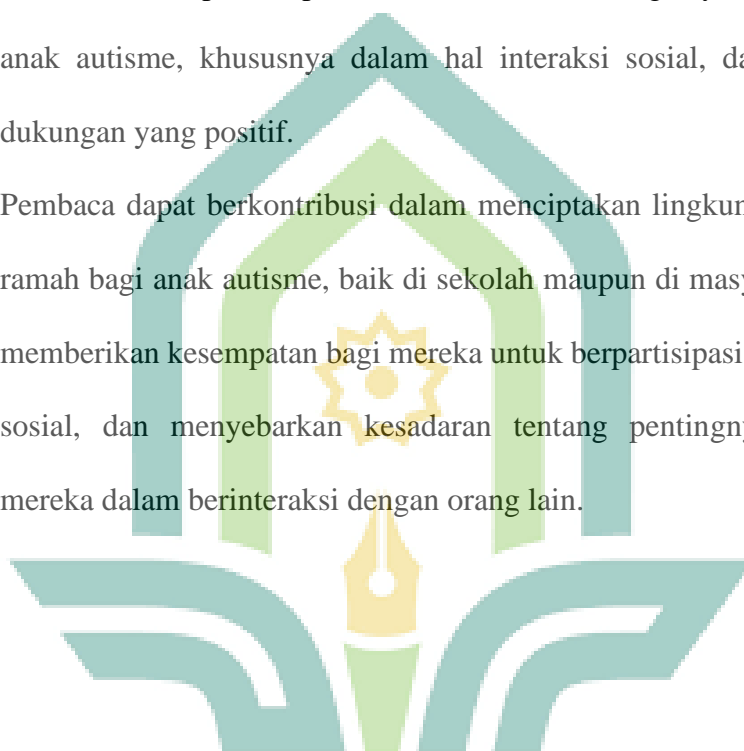 anak autisme, khususnya dalam hal interaksi sosial, da
dukungan yang positif.
Pembaca dapat berkontribusi dalam menciptakan lingkun
ramah bagi anak autisme, baik di sekolah maupun di masy
memberikan kesempatan bagi mereka untuk berpartisipasi
sosial, dan menyebarkan kesadaran tentang pentingny
mereka dalam berinteraksi dengan orang lain.